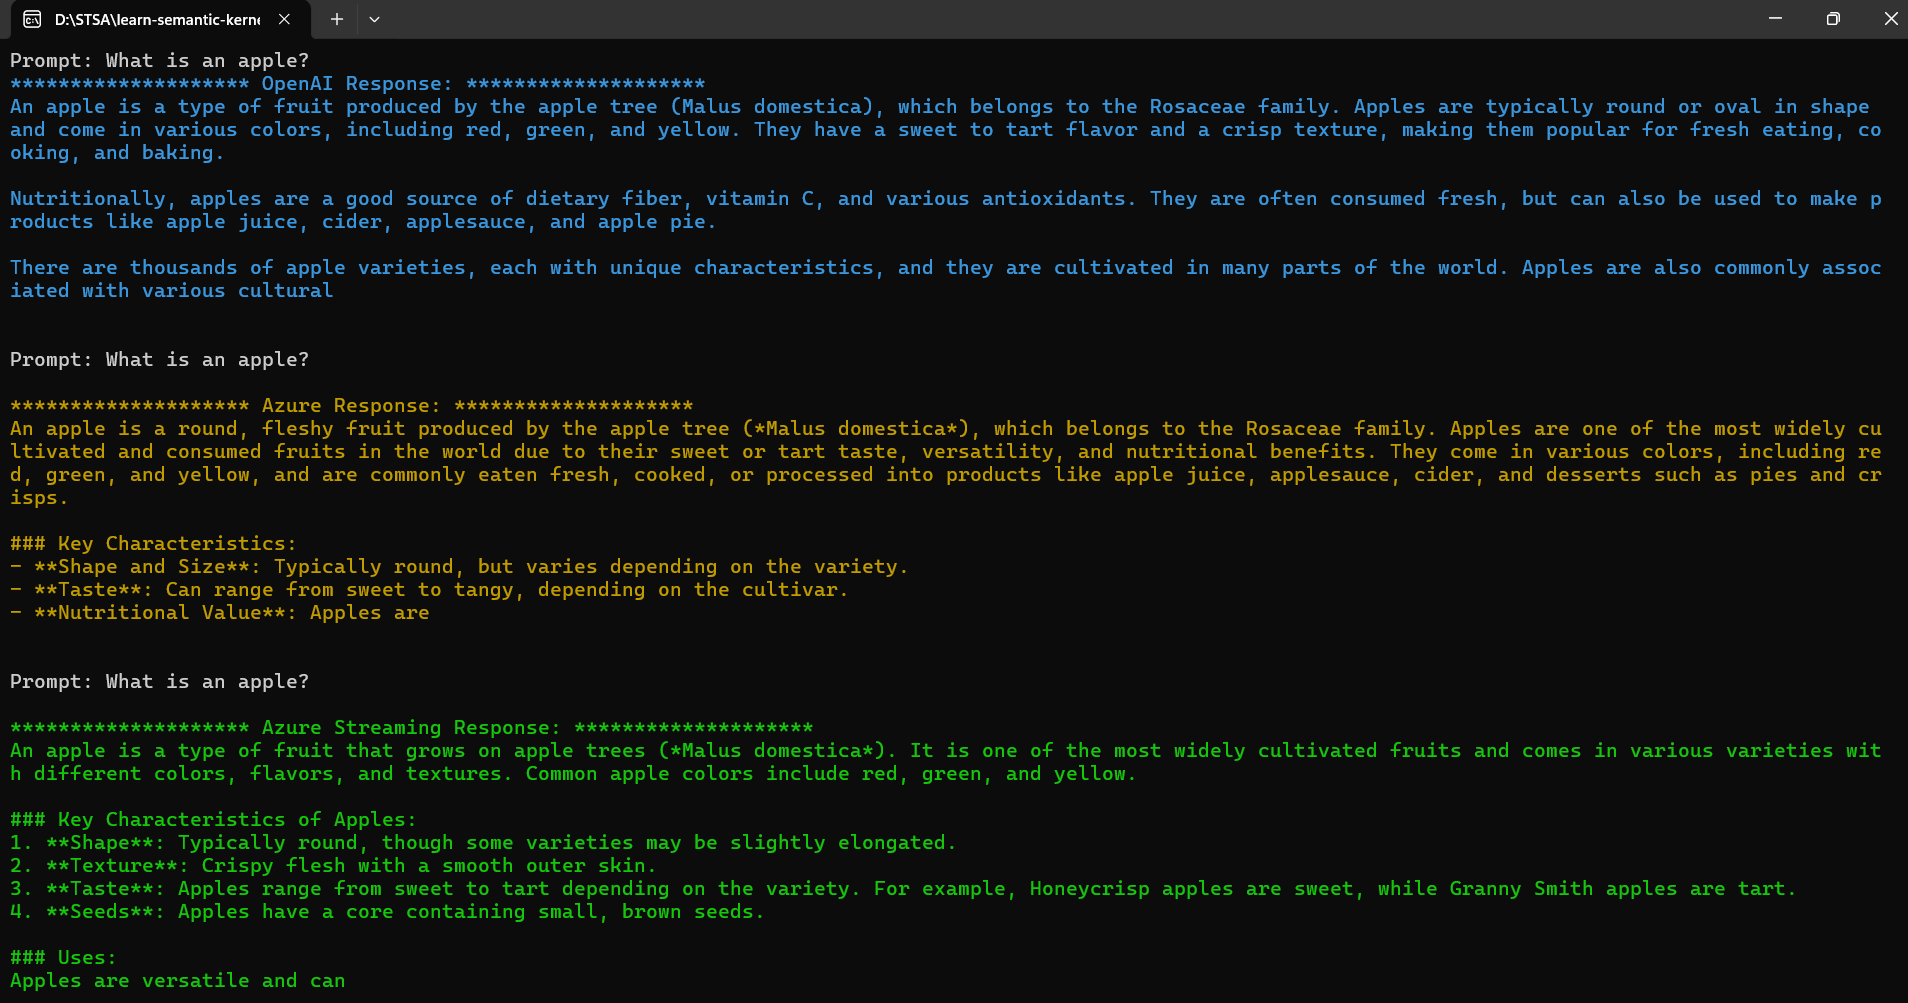 D:\STSA\learn-semantic-kerne
Prompt: What is an apple?
******************** OpenAI Response: ********************
An apple is a type of fruit produced by the apple tree (Malus domestica), which belongs to the Rosaceae family. Apples are typically round or oval in shape
and come in various colors, including red, green, and yellow. They have a sweet to tart flavor and a crisp texture, making them popular for fresh eating, co
oking, and baking.
Nutritionally, apples are a good source of dietary fiber, vitamin C, and various antioxidants. They are often consumed fresh, but can also be used to make p
roducts like apple juice, cider, applesauce, and apple pie.
There are thousands of apple varieties, each with unique characteristics, and they are cultivated in many parts of the world. Apples are also commonly assoc
iated with various cultural
Prompt: What is an apple?
******************** Azure Response: ********************
An apple is a round, fleshy fruit produced by the apple tree (*Malus domestica*), which belongs to the Rosaceae family. Apples are one of the most widely cu
ltivated and consumed fruits in the world due to their sweet or tart taste, versatility, and nutritional benefits. They come in various colors, including re
d, green, and yellow, and are commonly eaten fresh, cooked, or processed into products like apple juice, applesauce, cider, and desserts such as pies and cr
isps.
### Key Characteristics:
- **Shape and Size**: Typically round, but varies depending on the variety.
- **Taste**: Can range from sweet to tangy, depending on the cultivar.
- **Nutritional Value**: Apples are
Prompt: What is an apple?
******************** Azure Streaming Response: ********************
An apple is a type of fruit that grows on apple trees (*Malus domestica*). It is one of the most widely cultivated fruits and comes in various varieties wit
h different colors, flavors, and textures. Common apple colors include red, green, and yellow.
### Key Characteristics of Apples:
1. **Shape**: Typically round, though some varieties may be slightly elongated.
2. **Texture**: Crispy flesh with a smooth outer skin.
3. **Taste**: Apples range from sweet to tart depending on the variety. For example, Honeycrisp apples are sweet, while Granny Smith apples are tart.
4. **Seeds**: Apples have a core containing small, brown seeds.
### Uses:
Apples are versatile and can